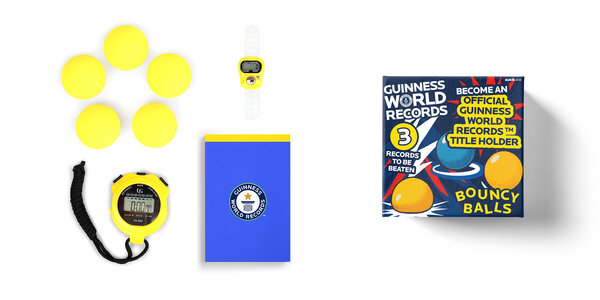 GUINNESS
WORLD RECORDS
GUINNESS
WORLD
RECORDS
3
RECORDS
TO BE
BEATEN
BECOME AN
OFFICIAL
GUINNESS
WORLD
RECORDS™
TITLE HOLDER
BOUNCY
BALLS